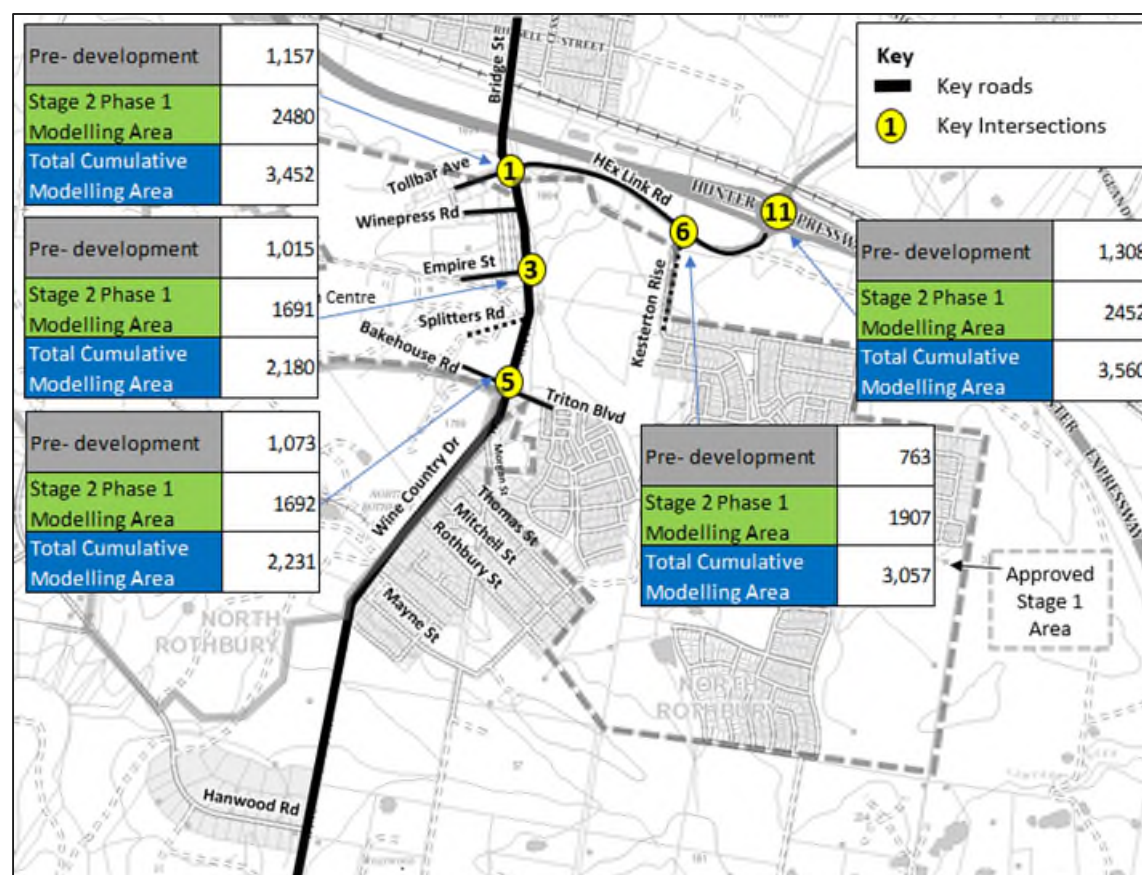 Pre- development 1,157
Stage 2 Phase 1
Modelling Area
2480
Total Cumulative
Modelling Area
3,452
Pre- development 1,015
Stage 2 Phase 1
Modelling Area
1691
Total Cumulative
Modelling Area
2,180
Pre- development 1,073
Stage 2 Phase 1
Modelling Area
1692
Total Cumulative
Modelling Area
2,231
Key
Key roads
1
Key Intersections
Pre- development 1,308
Stage 2 Phase 1
Modelling Area
2452
Total Cumulative
Modelling Area
3,560
Pre- development 763
Stage 2 Phase 1
Modelling Area
1907
Total Cumulative
Modelling Area
3,057
Approved
Stage 1
Area
Bridge St
STREET
Tollbar Ave
1
HEx Link Rd
HUNTER
11
Winepress Rd
6
Empire St
3
Centre
Splitters Rd
Kesterton Rise
Bakehouse Rd
5
Triton Blvd
Morgan St
Wine Country Dr
Thomas St
Mitchell St
Rothbury St
Mayne St
NORTH
ROTHBURY
NORTH
ROTHBURY
EXPRESSWAY
Hanwood Rd